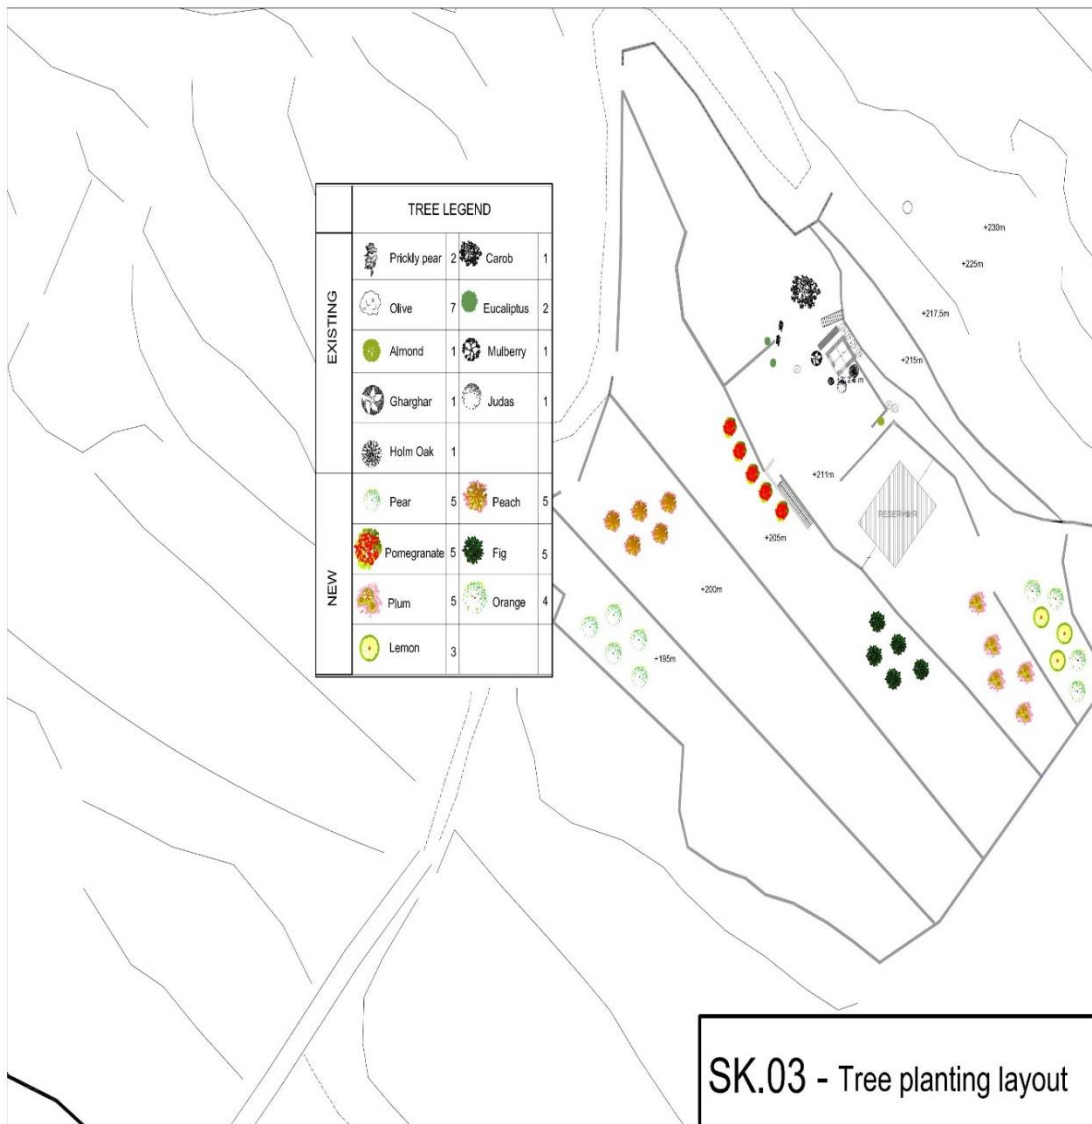 TREE LEGEND
EXISTING
Prickly pear 2 Carob 1
Olive 7 Eucaliptus 2
Almond 1 Mulberry 1
Gharghar 1 Judas 1
Holm Oak 1
NEW
Pear 5 Peach 5
Pomegranate 5 Fig 5
Plum 5 Orange 4
Lemon 3
+230m
+225m
+217.5m
+215m
+211m
RESERVOIR
+205m
+200m
+195m
SK.03 - Tree planting layout